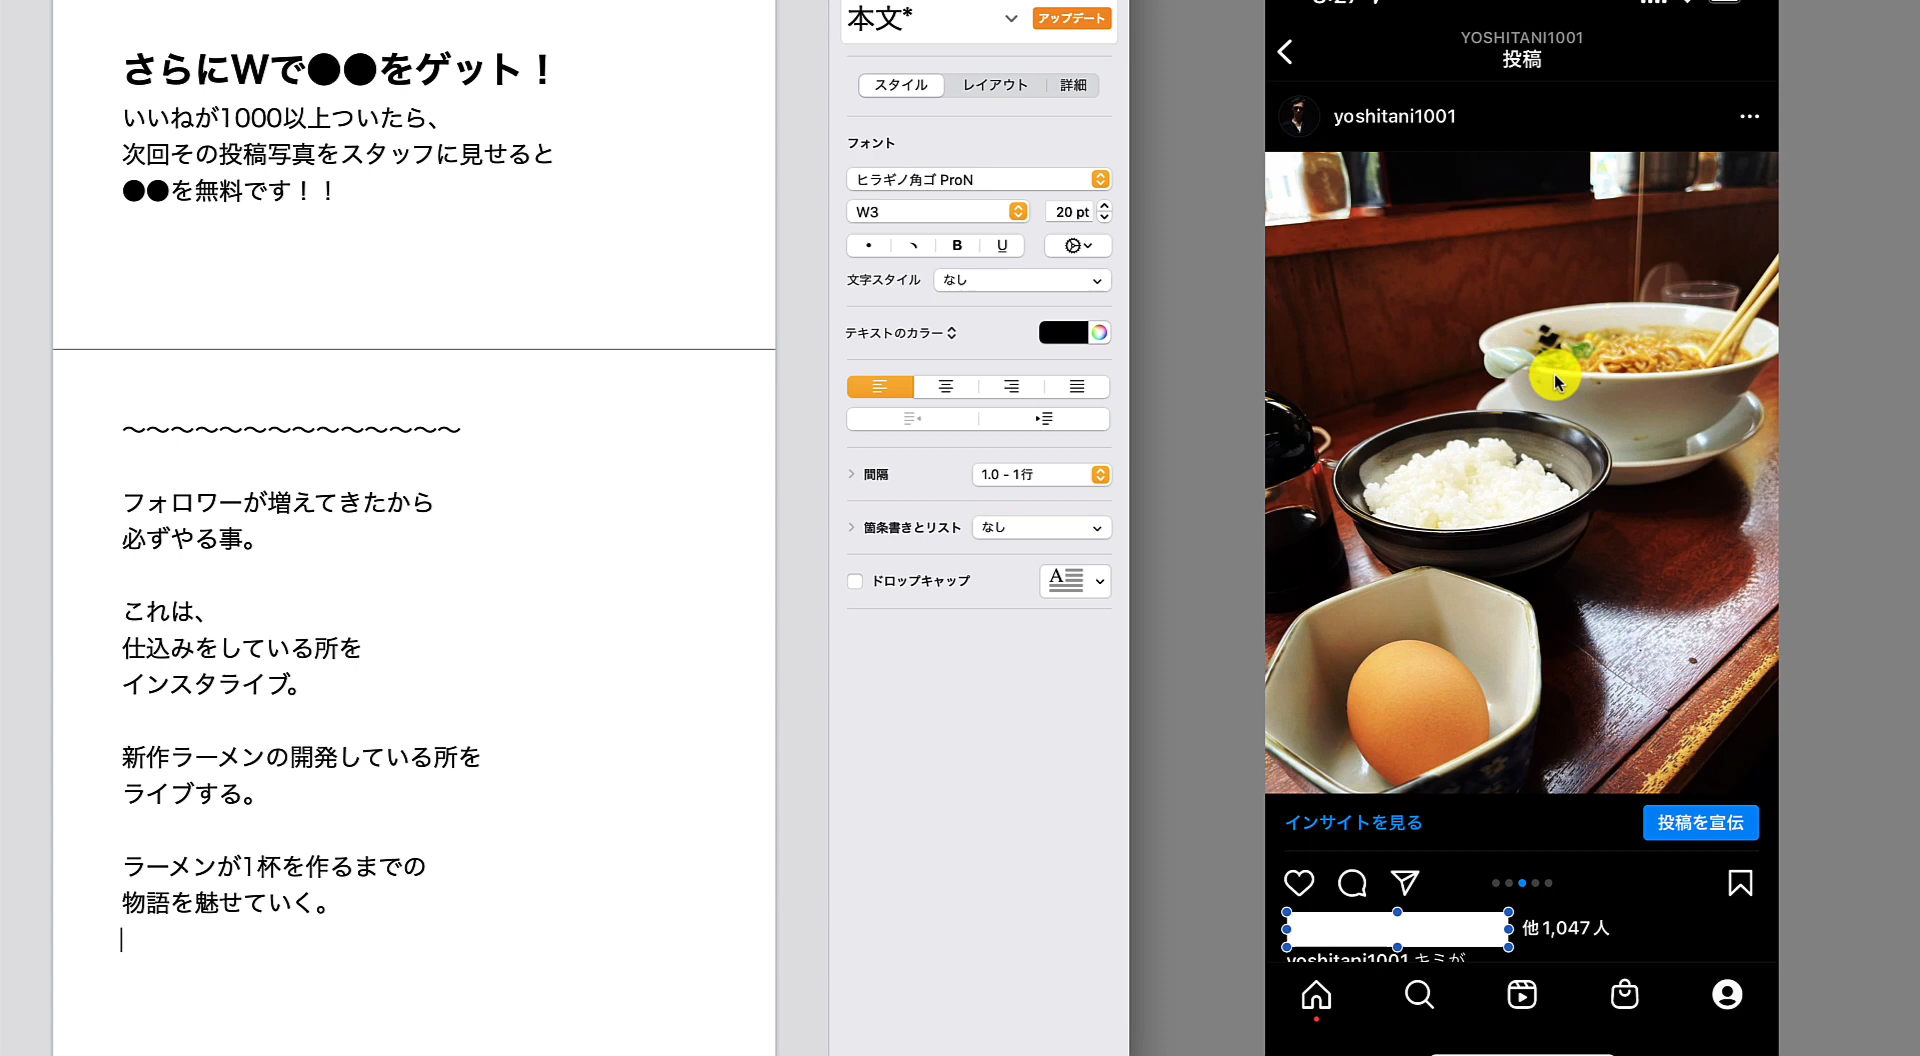 さらにWで●●をゲット！
いいねが1000以上ついたら、
次回その投稿写真をスタッフに見せると
●●を無料です！！
〜〜〜〜〜〜〜〜〜〜〜〜〜〜
フォロワーが増えてきたから
必ずやる事。
これは、
仕込みをしている所を
インスタライブ。
新作ラーメンの開発している所を
ライブする。
ラーメンが1杯を作るまでの
物語を魅せていく。
本文*
アップデート
スタイル
レイアウト
詳細
フォント
ヒラギノ角ゴ ProN
W3
20 pt
B
U
文字スタイル
なし
テキストのカラー
間隔
1.0 - 1行
箇条書きとリスト
なし
ドロップキャップ
A
YOSHITANI1001
投稿
yoshitani1001
インサイトを見る
投稿を宣伝
他1,047人
yoshitani1001 キミが